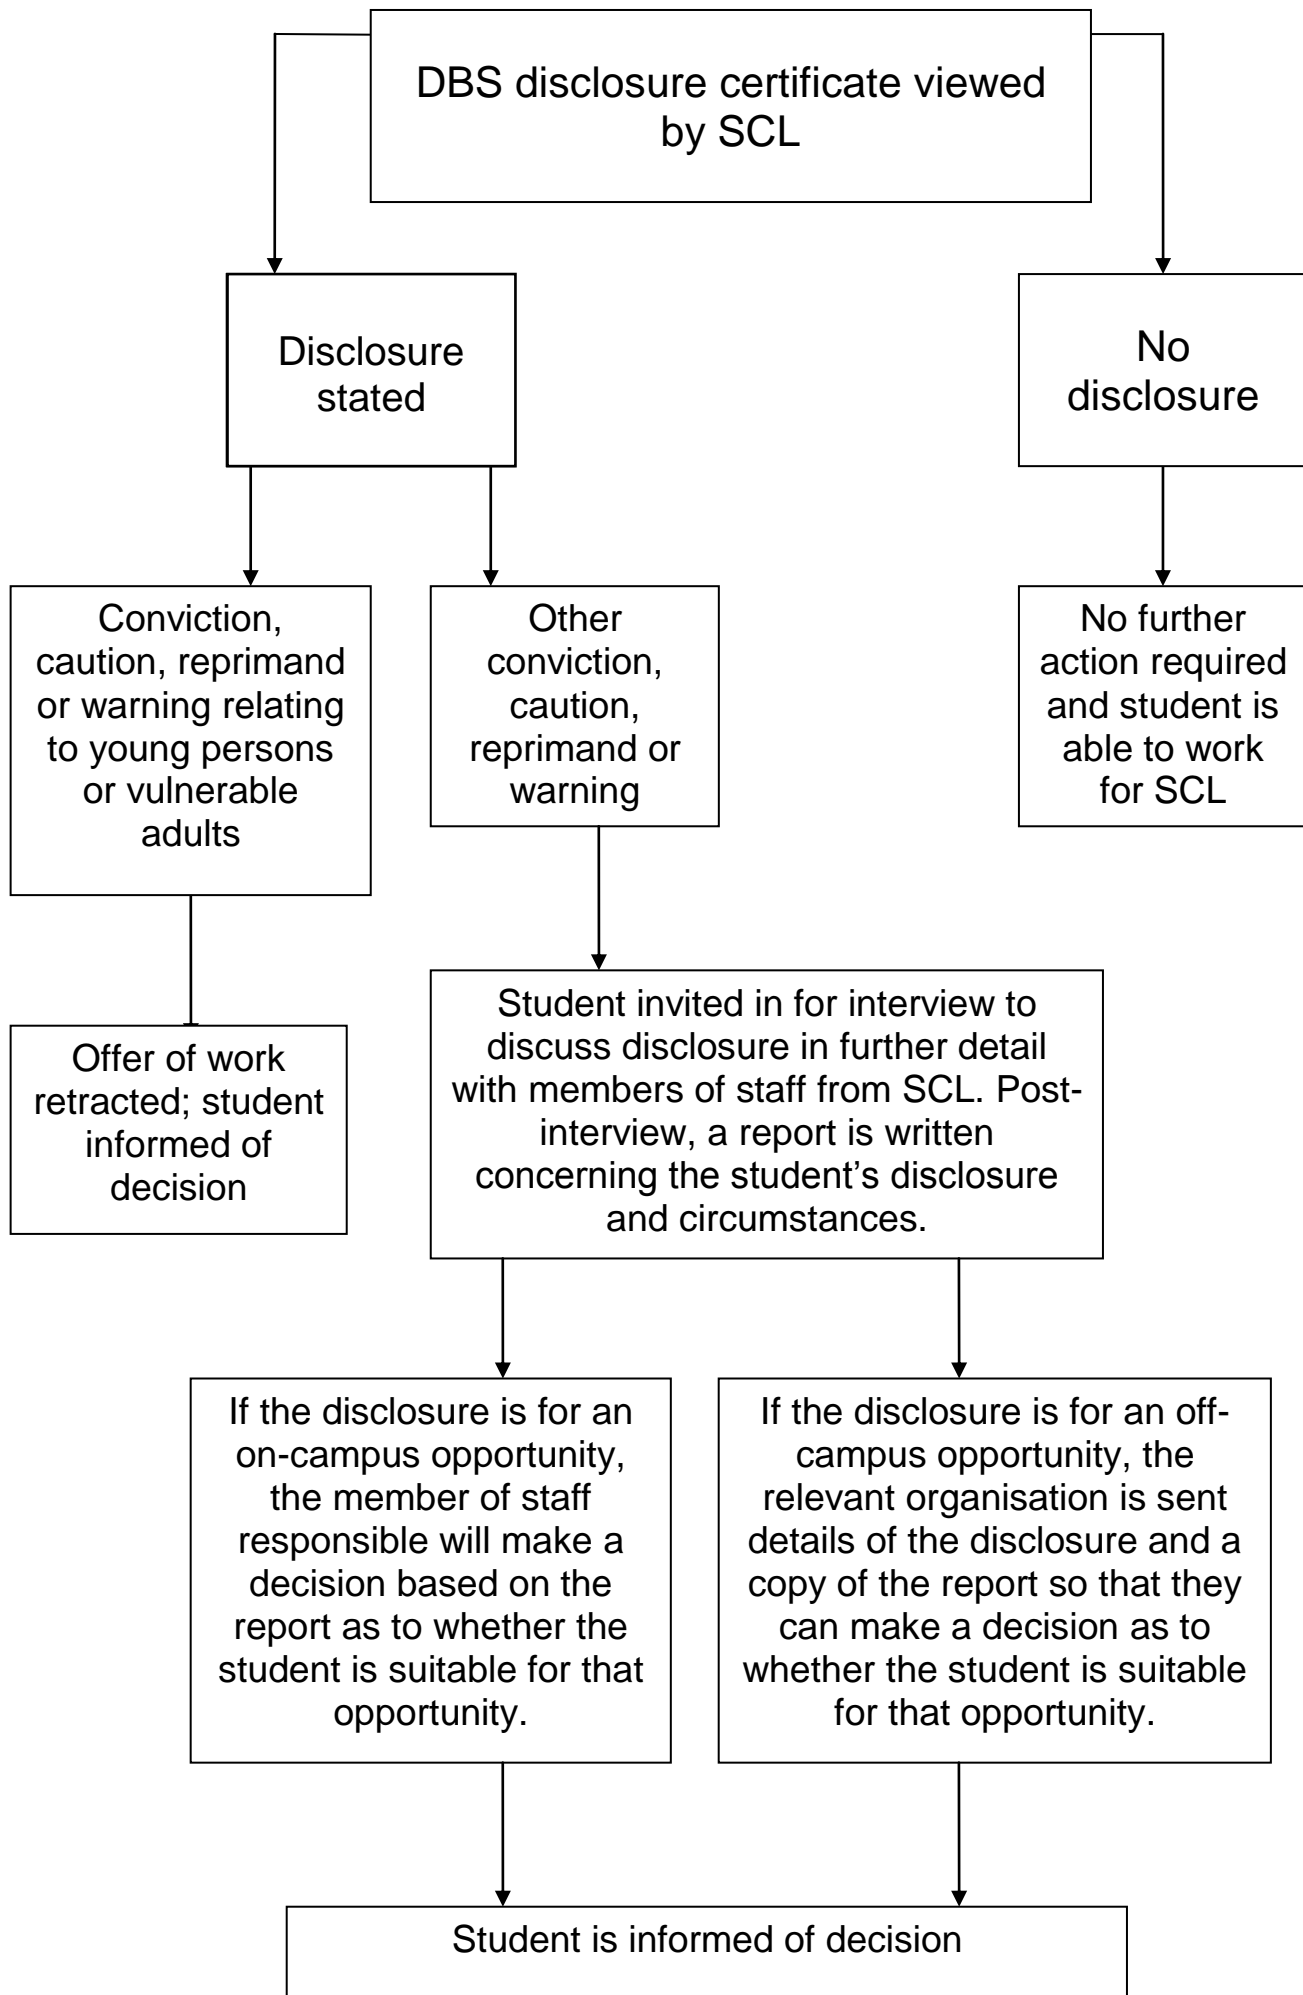 DBS disclosure certificate viewed
by SCL
Disclosure
stated
No
disclosure
Conviction,
caution, reprimand
or warning relating
to young persons
or vulnerable
adults
Other
conviction,
caution,
reprimand or
warning
No further
action required
and student is
able to work
for SCL
Offer of work
retracted; student
informed of
decision
Student invited in for interview to
discuss disclosure in further detail
with members of staff from SCL. Post-
interview, a report is written
concerning the student’s disclosure
and circumstances.
If the disclosure is for an
on-campus opportunity,
the member of staff
responsible will make a
decision based on the
report as to whether the
student is suitable for that
opportunity.
If the disclosure is for an off-
campus opportunity, the
relevant organisation is sent
details of the disclosure and a
copy of the report so that they
can make a decision as to
whether the student is suitable
for that opportunity.
Student is informed of decision